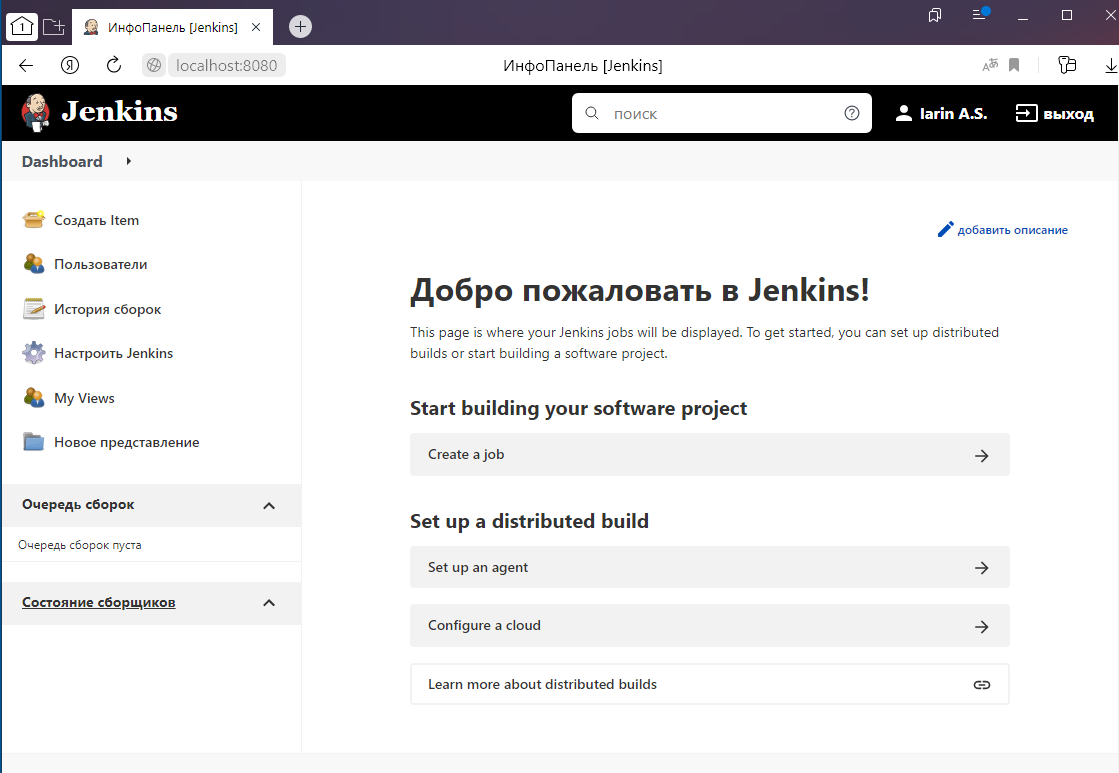 1
ИнфоПанель [Jenkins]
Я
localhost:8080
ИнфоПанель [Jenkins]
Jenkins
поиск
Iarin A.S.
выход
Dashboard
Создать Item
Пользователи
История сборок
Настроить Jenkins
My Views
Новое представление
Очередь сборок
Очередь сборок пуста
Состояние сборщиков
добавить описание
Добро пожаловать в Jenkins!
This page is where your Jenkins jobs will be displayed. To get started, you can set up distributed
builds or start building a software project.
Start building your software project
Create a job
Set up a distributed build
Set up an agent
Configure a cloud
Learn more about distributed builds